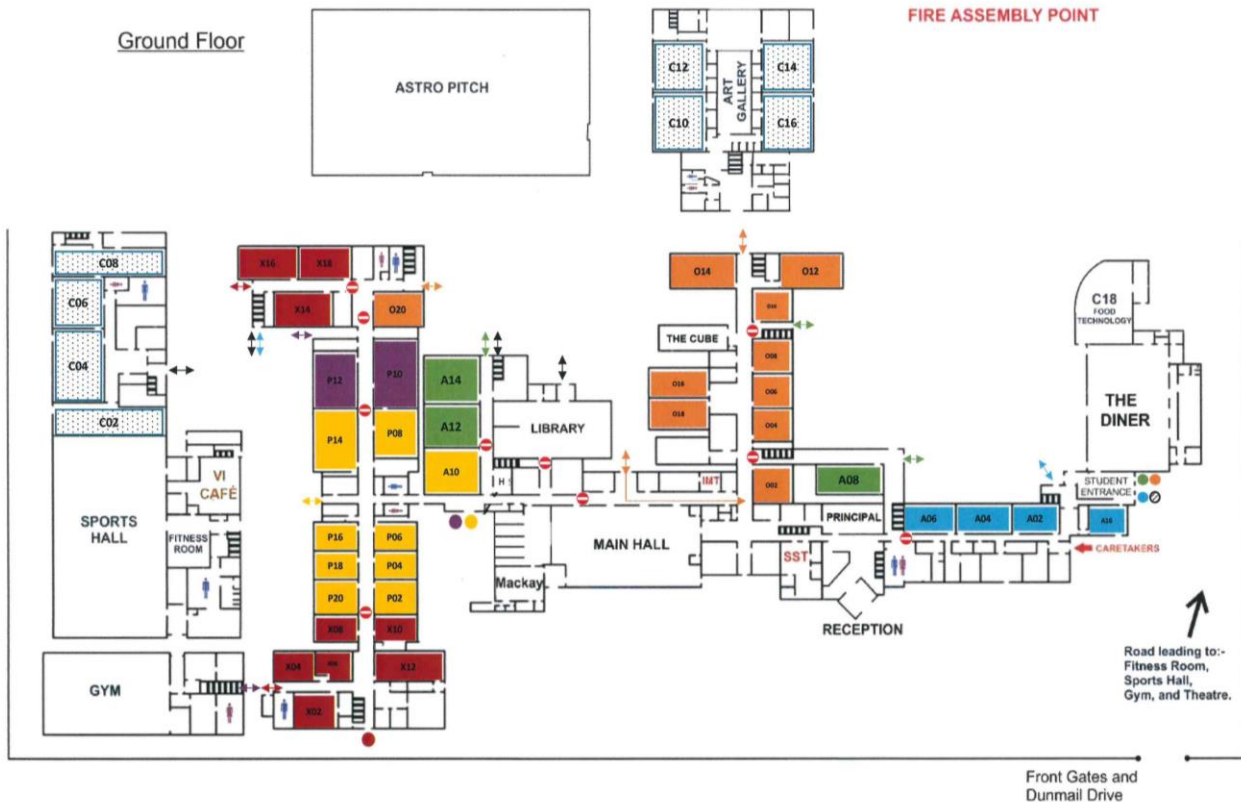 Ground Floor
FIRE ASSEMBLY POINT
ASTRO PITCH
C12
C14
ART
GALLERY
C10
C16
C08
C06
C04
C02
X16
X18
X14
O20
O14
O12
O10
THE CUBE
O08
O06
O04
O16
O18
O02
C18
FOOD
TECHNOLOGY
THE
DINER
P12
P10
P14
P08
A14
A12
A10
LIBRARY
H S
IMT
A08
STUDENT
ENTRANCE
VI
CAFÉ
SPORTS
HALL
FITNESS
ROOM
P16
P06
P18
P04
P20
P02
X08
X10
X04
X06
X12
X02
GYM
Mackay
MAIN HALL
PRINCIPAL
SST
A06
A04
A02
A16
CARETAKERS
RECEPTION
Road leading to:-
Fitness Room,
Sports Hall,
Gym, and Theatre.
Front Gates and
Dunmail Drive